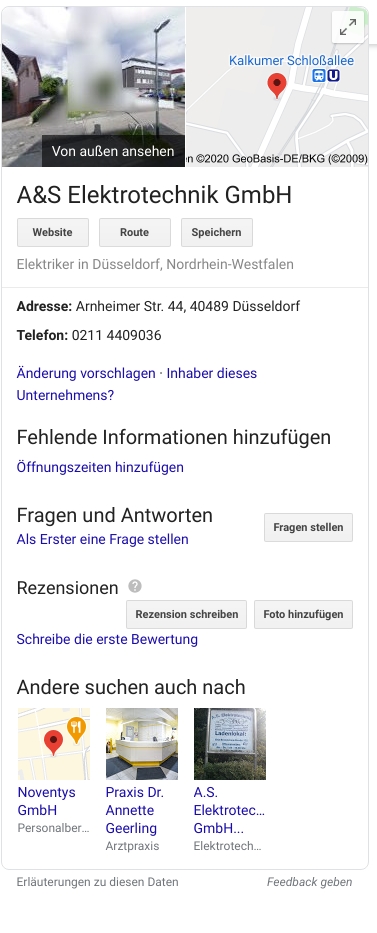 Kalkumer Schloßallee
U
Von außen ansehen
n ©2020 GeoBasis-DE/BKG (©2009)
A&S Elektrotechnik GmbH
Website Route Speichern
Elektriker in Düsseldorf, Nordrhein-Westfalen
Adresse: Arnheimer Str. 44, 40489 Düsseldorf
Telefon: 0211 4409036
Änderung vorschlagen · Inhaber dieses
Unternehmens?
Fehlende Informationen hinzufügen
Öffnungszeiten hinzufügen
Fragen und Antworten
Fragen stellen
Als Erster eine Frage stellen
Rezensionen ?
Rezension schreiben Foto hinzufügen
Schreibe die erste Bewertung
Andere suchen auch nach
Ladenlokal:
Noventys
GmbH
Personalber...
Praxis Dr.
Annette
Geerling
Arztpraxis
A.S.
Elektrotec...
GmbH...
Elektrotech...
Erläuterungen zu diesen Daten Feedback geben